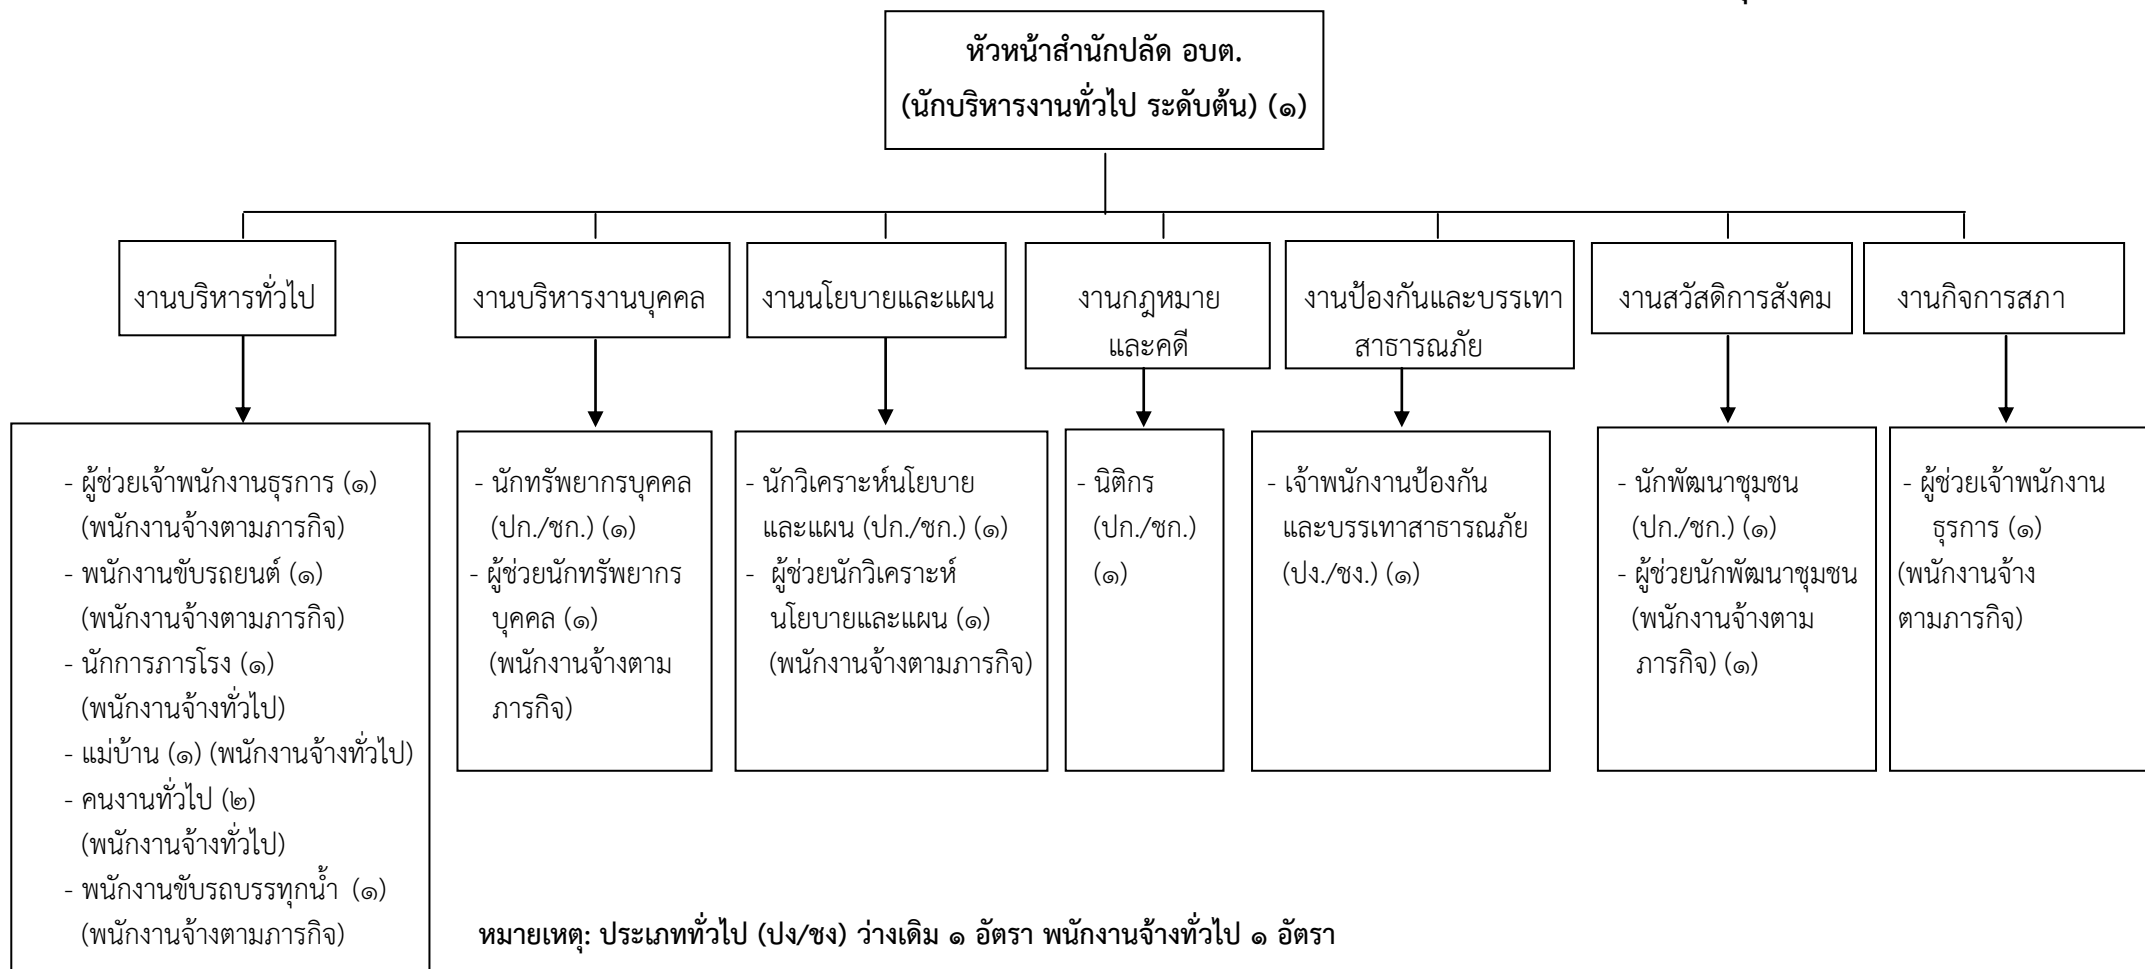 หัวหน้าสำนักปลัด อบต.
(นักบริหารงานทั่วไป ระดับต้น) (๑)
งานบริหารทั่วไป
งานบริหารงานบุคคล
งานนโยบายและแผน
งานกฎหมาย
และคดี
งานป้องกันและบรรเทา
สาธารณภัย
งานสวัสดิการสังคม
งานกิจการสภา
- ผู้ช่วยเจ้าพนักงานธุรการ (๑)
(พนักงานจ้างตามภารกิจ)
- พนักงานขับรถยนต์ (๑)
(พนักงานจ้างตามภารกิจ)
- นักการภารโรง (๑)
(พนักงานจ้างทั่วไป)
- แม่บ้าน (๑) (พนักงานจ้างทั่วไป)
- คนงานทั่วไป (๒)
(พนักงานจ้างทั่วไป)
- พนักงานขับรถบรรทุกน้ำ (๑)
(พนักงานจ้างตามภารกิจ)
- นักทรัพยากรบุคคล
(ปก./ชก.) (๑)
- ผู้ช่วยนักทรัพยากร
บุคคล (๑)
(พนักงานจ้างตาม
ภารกิจ)
- นักวิเคราะห์นโยบาย
และแผน (ปก./ชก.) (๑)
- ผู้ช่วยนักวิเคราะห์
นโยบายและแผน (๑)
(พนักงานจ้างตามภารกิจ)
- นิติกร
(ปก./ชก.)
(๑)
- เจ้าพนักงานป้องกัน
และบรรเทาสาธารณภัย
(ปง./ชง.) (๑)
- นักพัฒนาชุมชน
(ปก./ชก.) (๑)
- ผู้ช่วยนักพัฒนาชุมชน
(พนักงานจ้างตาม
ภารกิจ) (๑)
- ผู้ช่วยเจ้าพนักงาน
ธุรการ (๑)
(พนักงานจ้าง
ตามภารกิจ)
หมายเหตุ: ประเภททั่วไป (ปง/ชง) ว่างเดิม ๑ อัตรา พนักงานจ้างทั่วไป ๑ อัตรา